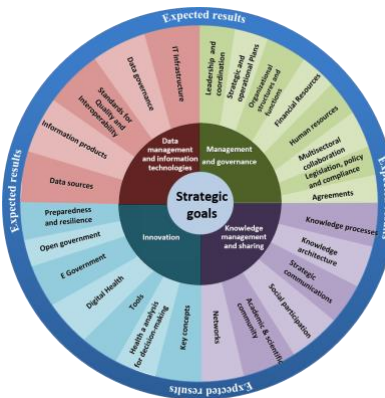 Expected results
IT Infrastructure
Data governance
Standards for
Quality and
Interoperability
Information products
Data sources
Leadership and
coordination
Strategic and
operational Plans
Organizational
structures and
functions
Financial Resources
Human resources
Multisectoral
collaboration
Legislation, policy
and compliance
Agreements
Data
management
and information
technologies
Management
and governance
Strategic
goals
Innovation
Knowledge
management
and sharing
Preparedness
and resilience
Open government
E Government
Digital Health
Tools
Health a analysis
for decision-making
Key concepts
Knowledge processes
Knowledge
architecture
Strategic
communications
Social participation
Academic & scientific
community
Networks
Expected results
Expected results